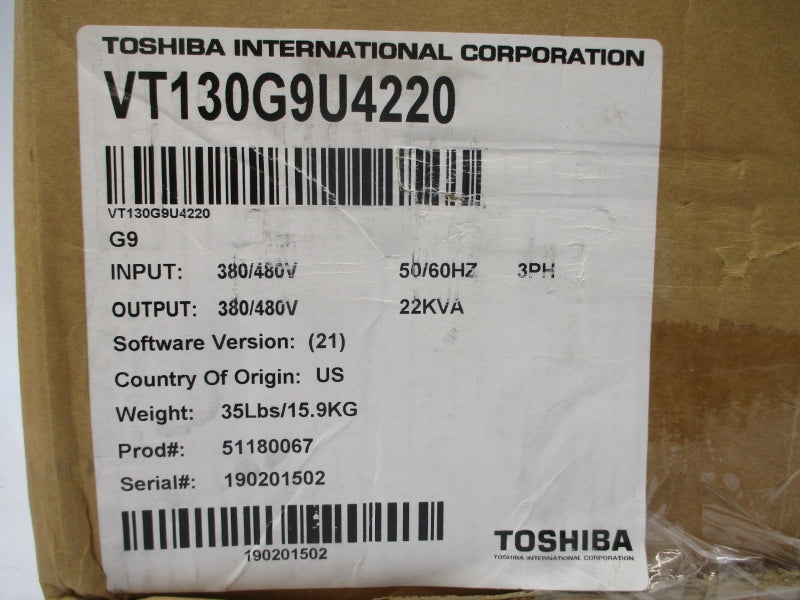 TOSHIBA INTERNATIONAL CORPORATION
VT130G9U4220
VT130G9U4220
G9
INPUT: 380/480V 50/60HZ 3PH
OUTPUT: 380/480V 22KVA
Software Version: (21)
Country Of Origin: US
Weight: 35Lbs/15.9KG
Prod#: 51180067
Serial#: 190201502
190201502
TOSHIBA
TOSHIBA INTERNATIONAL CORPORATION